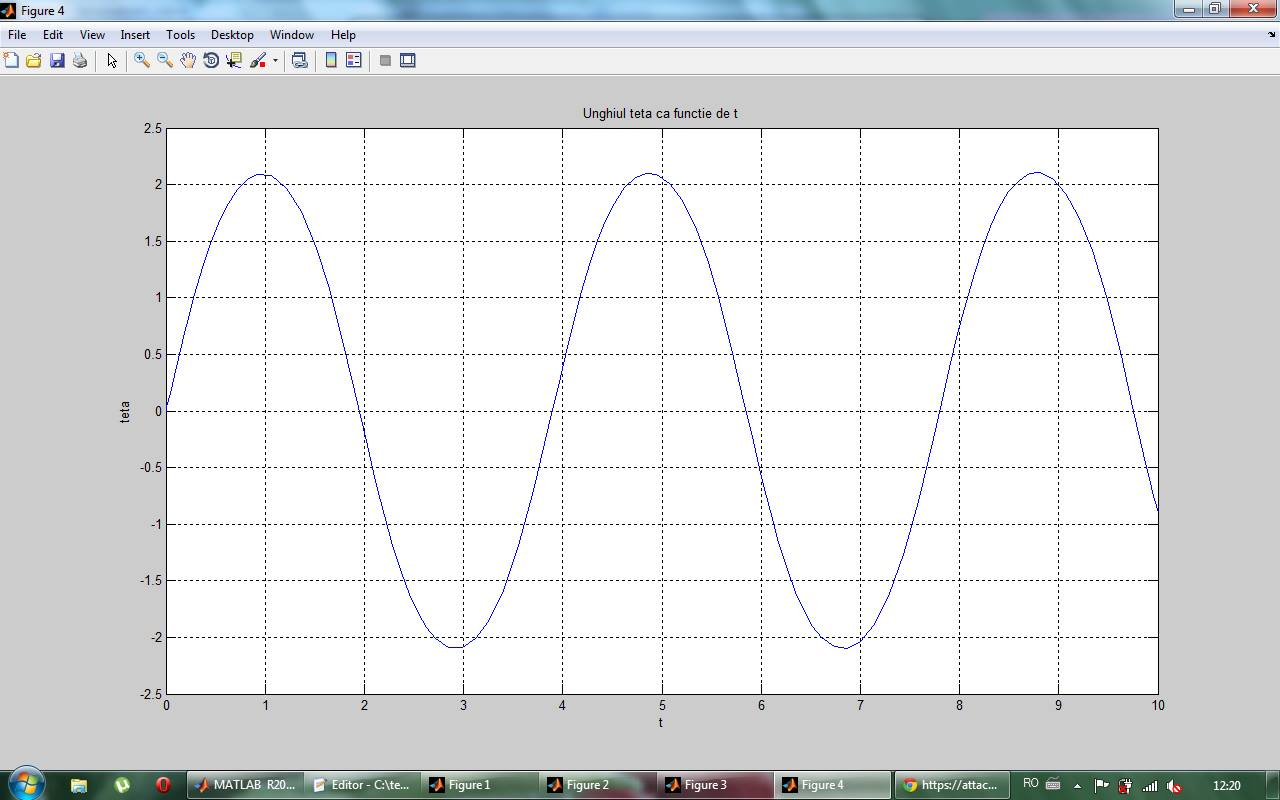 Figure 4
File Edit View Insert Tools Desktop Window Help
Unghiul teta ca functie de t
2.5
2
1.5
1
0.5
0
-0.5
-1
-1.5
-2
-2.5
teta
0 1 2 3 4 5 6 7 8 9 10
t
MATLAB R20... Editor - C:\te... Figure 1 Figure 2 Figure 3 Figure 4 https://attac... RO 12:20